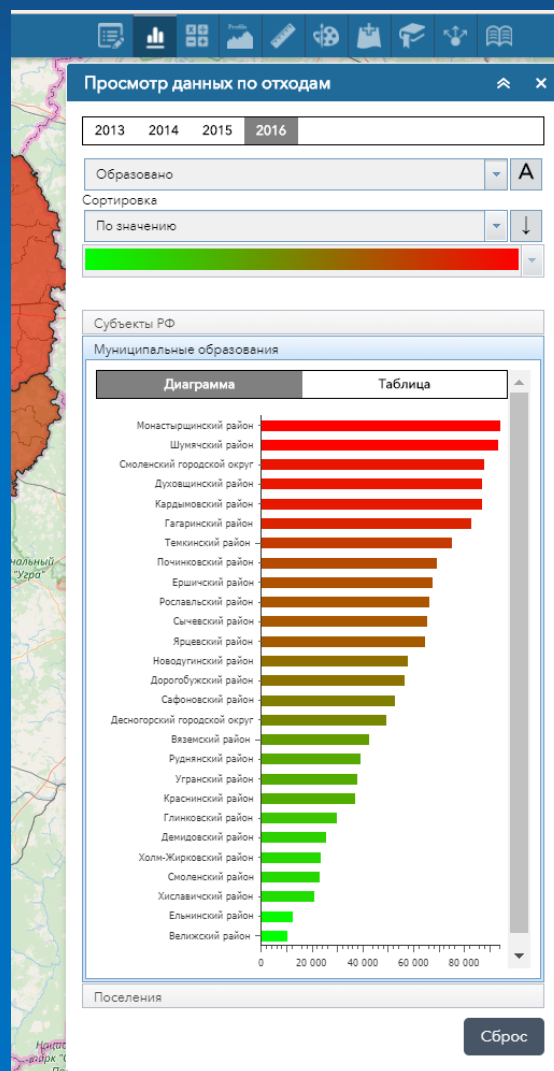 Profile
Просмотр данных по отходам
2013 2014 2015 2016
Образовано
A
Сортировка
По значению
Субъекты РФ
Муниципальные образования
Диаграмма Таблица
Монастырщинский район
Шумячский район
Смоленский городской округ
Духовщинский район
Кардымовский район
Гагаринский район
Темкинский район
Починковский район
Ершичский район
Рославльский район
Сычевский район
Ярцевский район
Новодугинский район
Дорогобужский район
Сафоновский район
Десногорский городской округ
Вяземский район
Руднянский район
Угранский район
Краснинский район
Глинковский район
Демидовский район
Холм-Жирковский район
Смоленский район
Хиславичский район
Ельнинский район
Велижский район
0 20 000 40 000 60 000 80 000
Поселения
Сброс
нальный
"Угра"